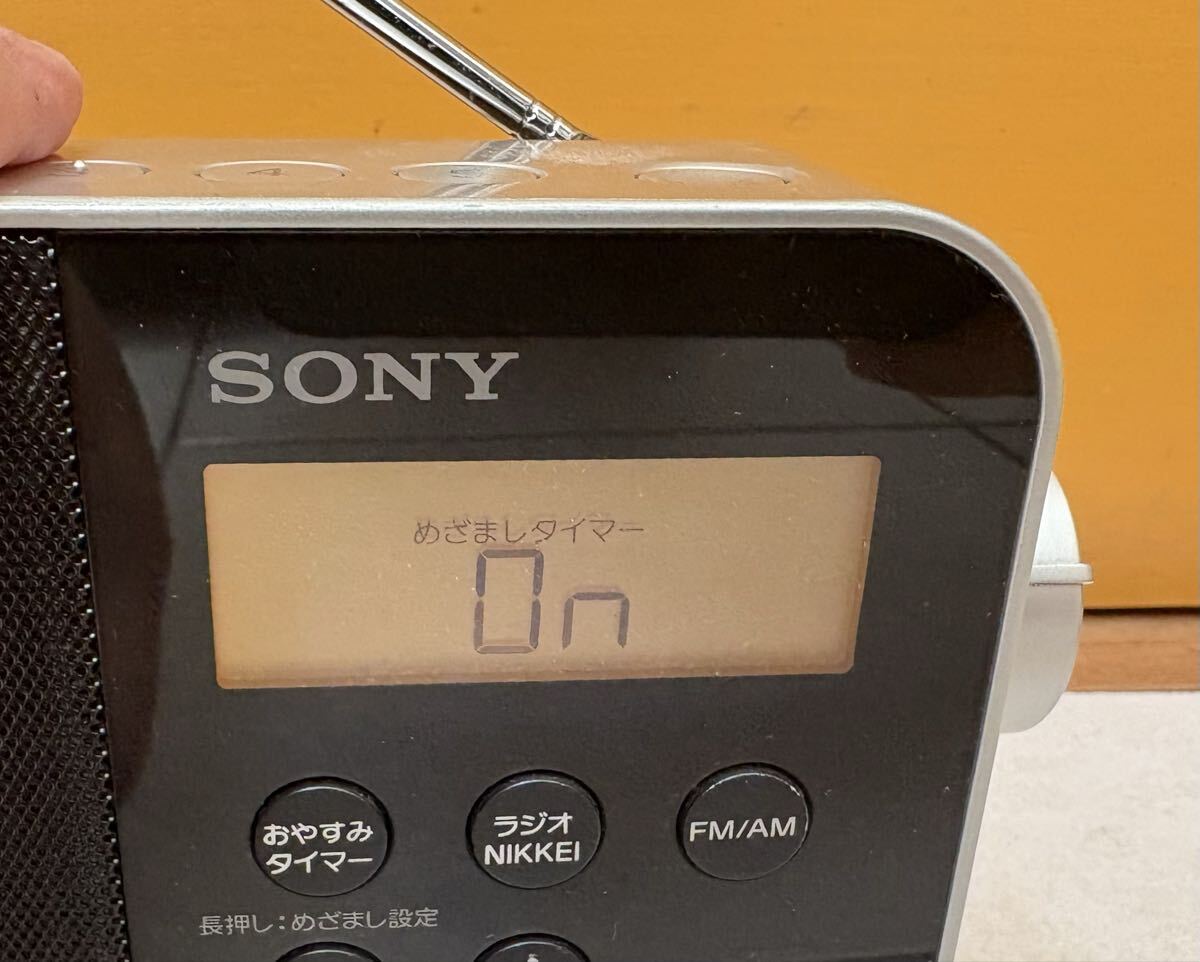 SONY
めざましタイマー
On
おやすみ
タイマー
ラジオ
NIKKEI
FM/AM
長押し:めざまし設定